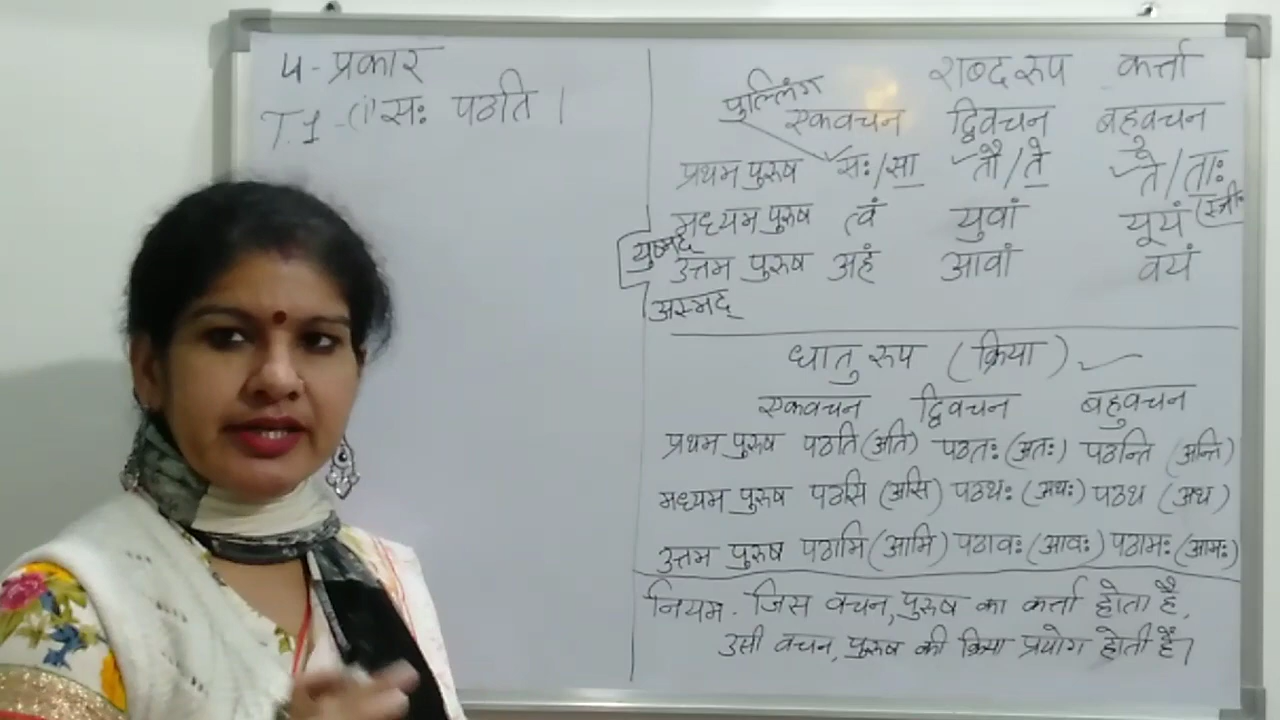 4- प्रकार
T.1 (1) सः पठति ।
शब्द रुप कर्त्ता
पुल्लिंग
एकवचन द्विवचन बहुवचन
प्रथम पुरुष सः/सा तौ/ते ते/ताः
मध्यम पुरुष त्वं युवां यूयं (स्त्रीः
युष्मद्
उत्तम पुरुष अहं आवां वयं
अस्मद्
धातु रुप (क्रिया)
एकवचन द्विवचन बहुवचन
प्रथम पुरुष पठति (अति) पठतः (अतः) पठन्ति (अन्ति)
मध्यम पुरुष पठसि (असि) पठथः (अथः) पठथ (अथ)
उत्तम पुरुष पठामि (आमि) पठावः (आवः) पठामः (आमः)
नियम - जिस वचन, पुरुष का कर्त्ता होता है,
उसी वचन, पुरुष की क्रिया प्रयोग होती हैं।